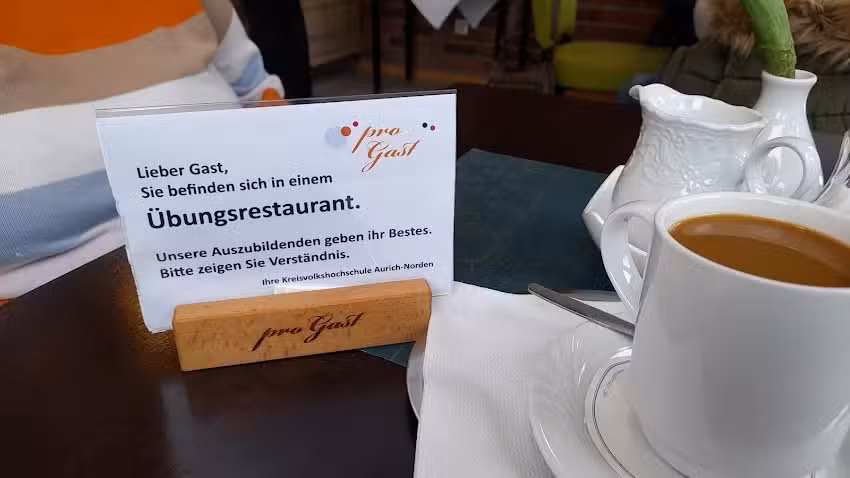 pro
Gast
Lieber Gast,
Sie befinden sich in einem
Übungsrestaurant.
Unsere Auszubildenden geben ihr Bestes.
Bitte zeigen Sie Verständnis.
Ihre Kreisvolkshochschule Aurich-Norden
pro Gast